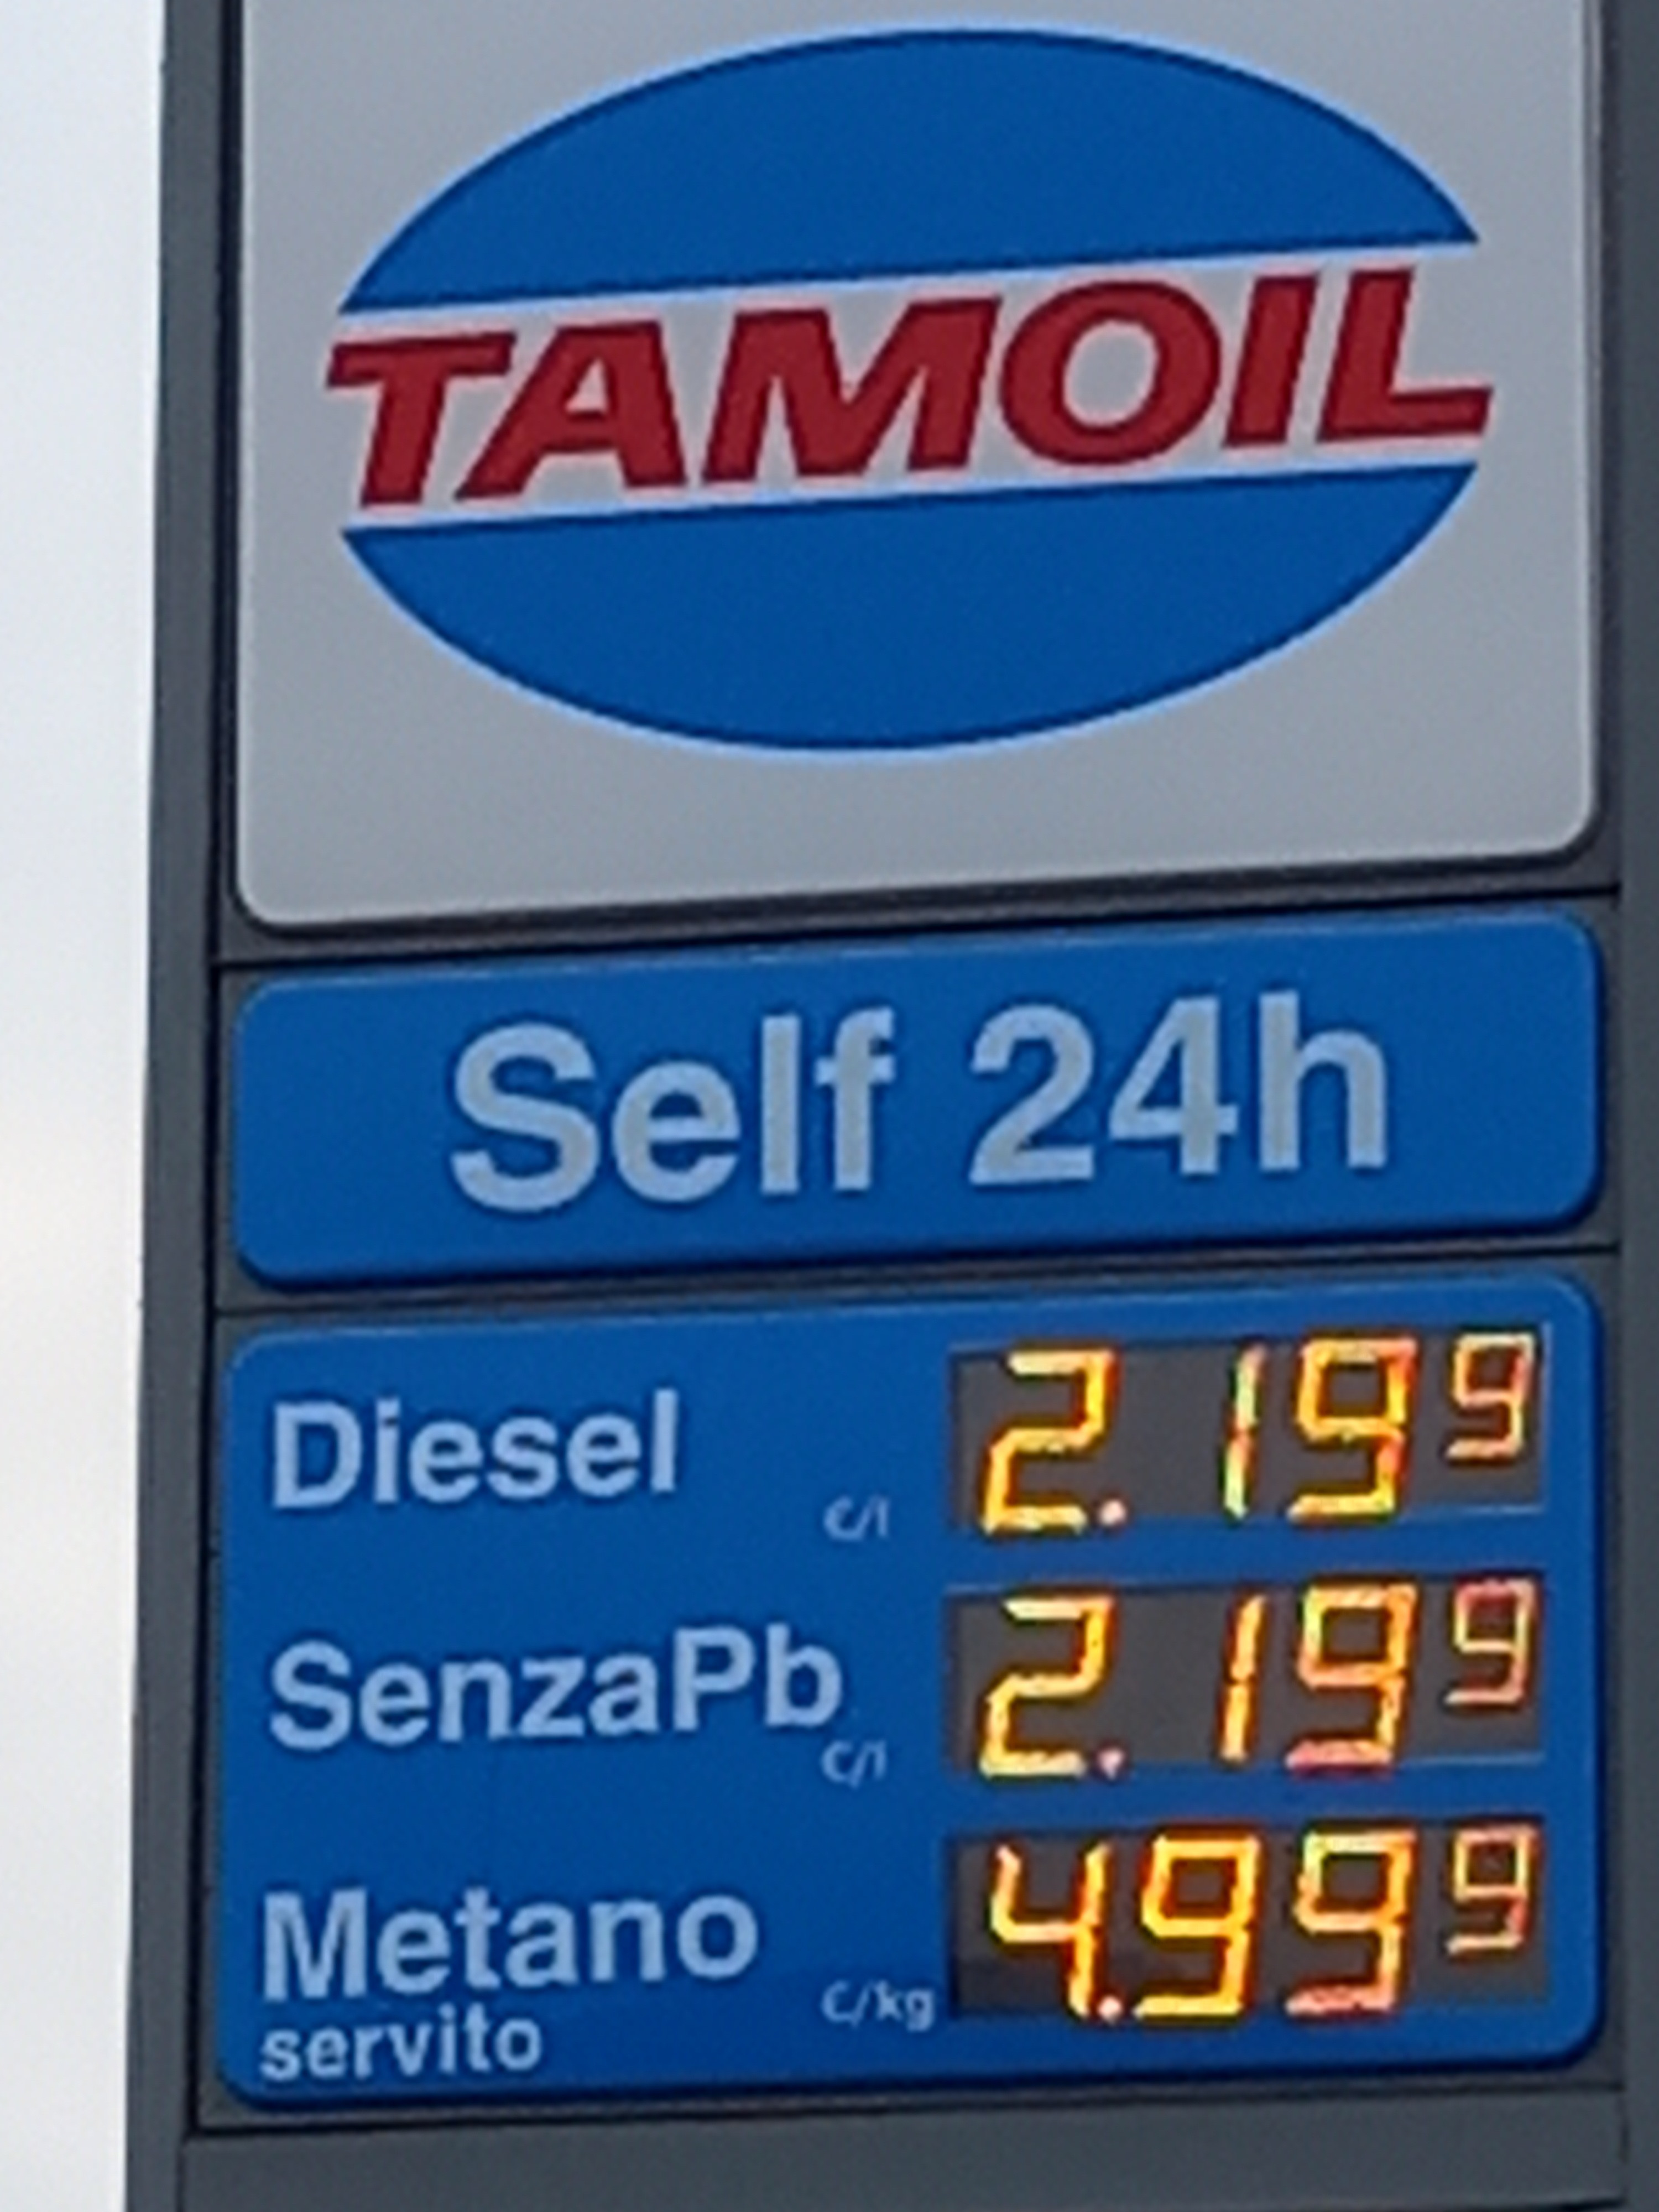 TAMOIL
Self 24h
Diesel €/l 2.199
SenzaPb €/l 2.199
Metano €/kg 4.999
servito